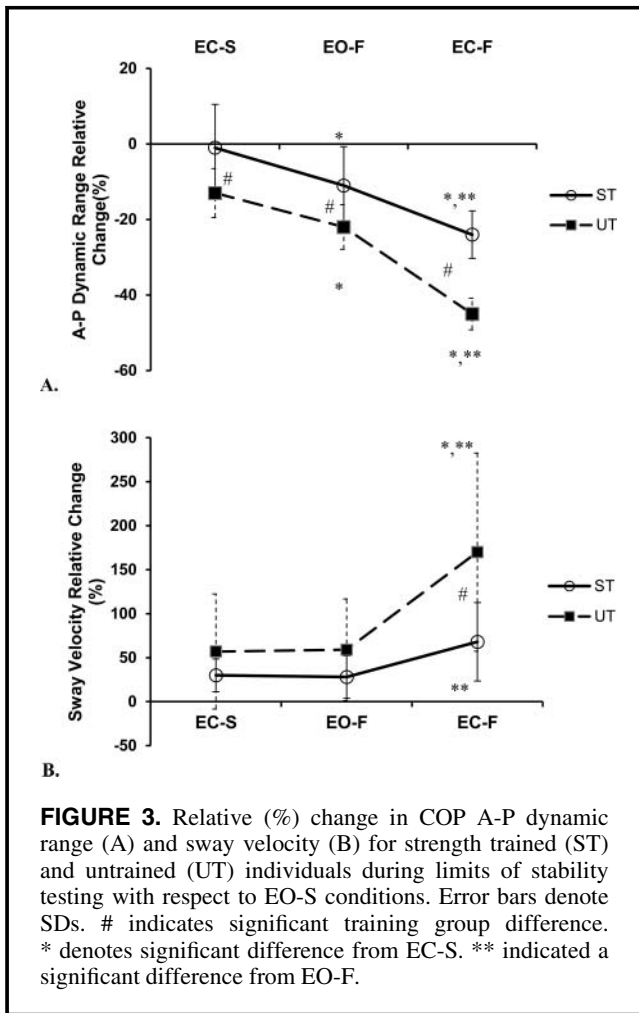 EC-S EO-F EC-F
20
0
-20
-40
-60
A-P Dynamic Range Relative
Change(%)
*
*,**
#
#
#
*
*,**
ST
UT
A.
300
250
200
150
100
50
0
-50
Sway Velocity Relative Change
(%)
*,**
#
**
EC-S EO-F EC-F
ST
UT
B.
FIGURE 3. Relative (%) change in COP A-P dynamic
range (A) and sway velocity (B) for strength trained (ST)
and untrained (UT) individuals during limits of stability
testing with respect to EO-S conditions. Error bars denote
SDs. # indicates significant training group difference.
* denotes significant difference from EC-S. ** indicated a
significant difference from EO-F.